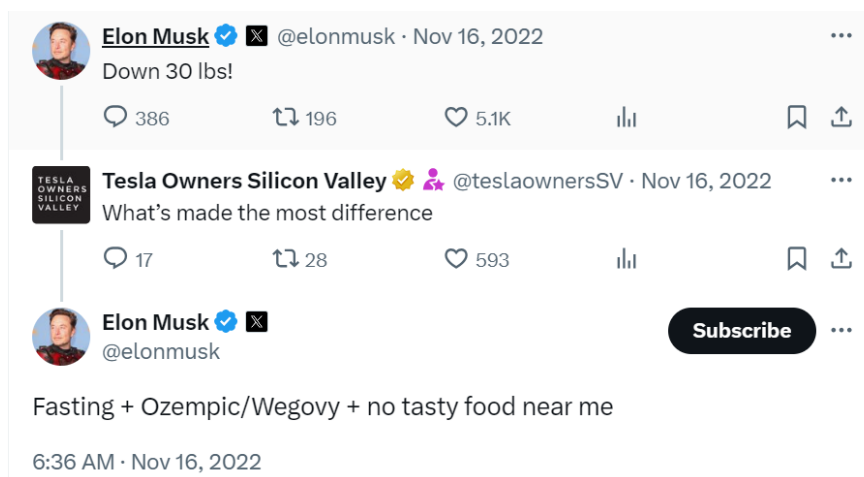 Elon Musk @elonmusk · Nov 16, 2022
Down 30 lbs!
386 196 5.1K
TESLA
OWNERS
SILICON
VALLEY
Tesla Owners Silicon Valley @teslaownersSV · Nov 16, 2022
What’s made the most difference
17 28 593
Elon Musk
@elonmusk
Subscribe
Fasting + Ozempic/Wegovy + no tasty food near me
6:36 AM · Nov 16, 2022